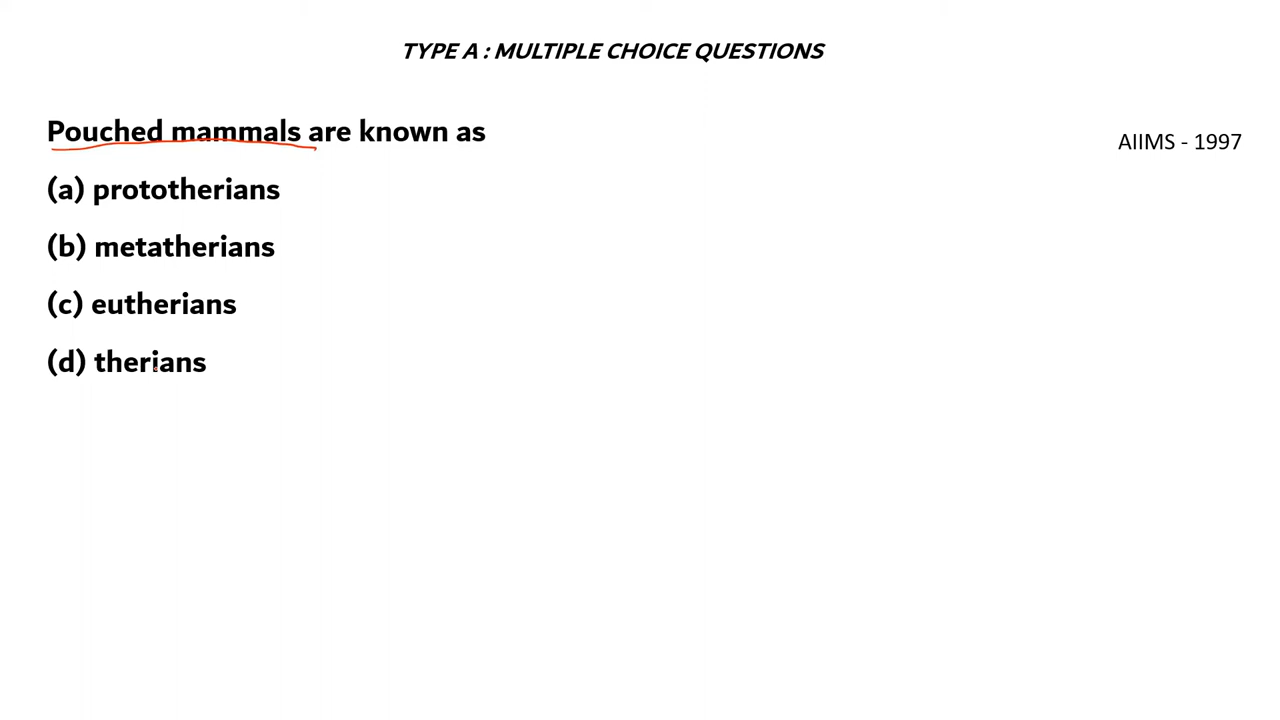 TYPE A : MULTIPLE CHOICE QUESTIONS
Pouched mammals are known as
AIIMS - 1997
(a) prototherians
(b) metatherians
(c) eutherians
(d) therians